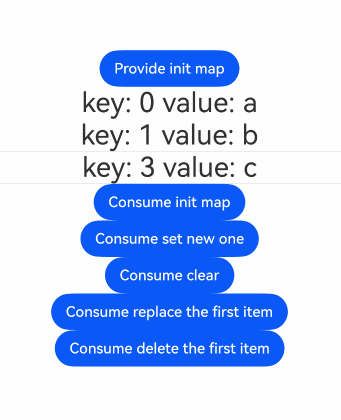 Provide init map
key: 0 value: a
key: 1 value: b
key: 3 value: c
Consume init map
Consume set new one
Consume clear
Consume replace the first item
Consume delete the first item